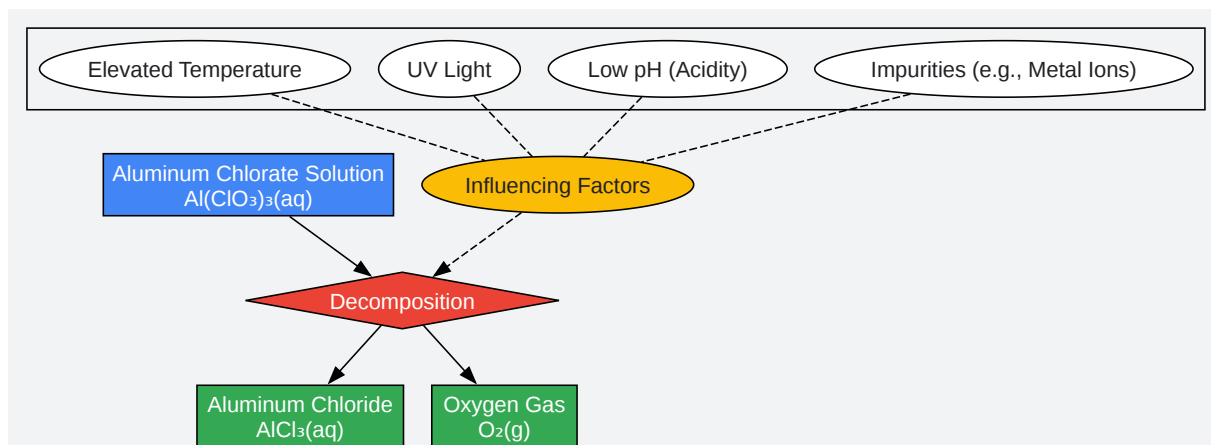 Elevated Temperature
UV Light
Low pH (Acidity)
Impurities (e.g., Metal Ions)
Aluminum Chlorate Solution
Al(ClO₃)₃(aq)
Influencing Factors
Decomposition
Aluminum Chloride
AlCl₃(aq)
Oxygen Gas
O₂(g)